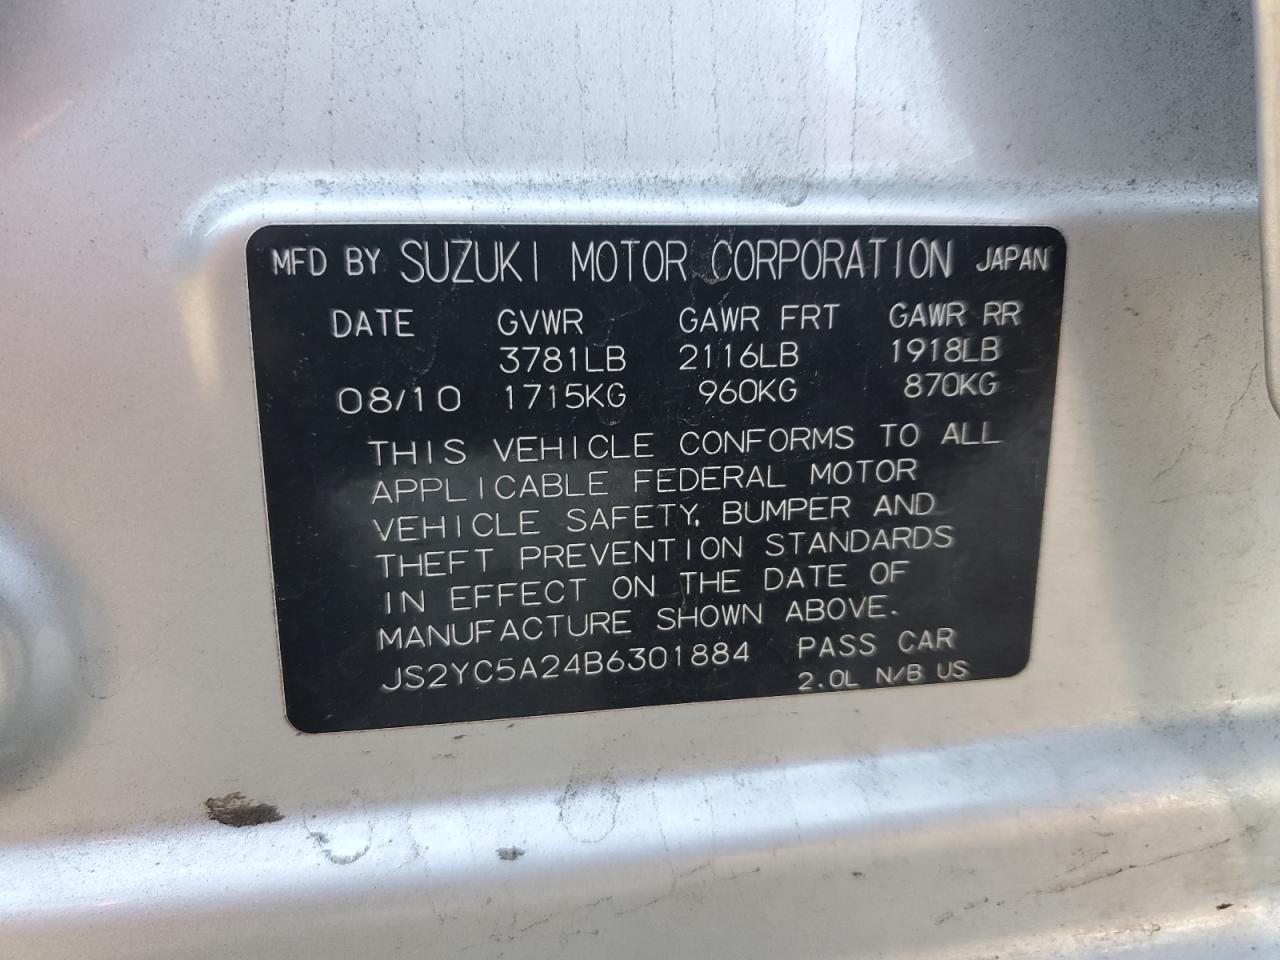 MFD BY SUZUKI MOTOR CORPORATION JAPAN
DATE GVWR GAWR FRT GAWR RR
3781LB 2116LB 1918LB
08/10 1715KG 960KG 870KG
THIS VEHICLE CONFORMS TO ALL
APPLICABLE FEDERAL MOTOR
VEHICLE SAFETY, BUMPER AND
THEFT PREVENTION STANDARDS
IN EFFECT ON THE DATE OF
MANUFACTURE SHOWN ABOVE.
JS2YC5A24B6301884 PASS CAR
2.0L N/B US